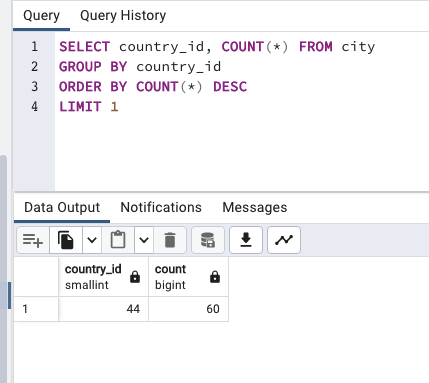 Query Query History
1 SELECT country_id, COUNT(*) FROM city
2 GROUP BY country_id
3 ORDER BY COUNT(*) DESC
4 LIMIT 1
Data Output Notifications Messages
country_id count
smallint bigint
1 44 60